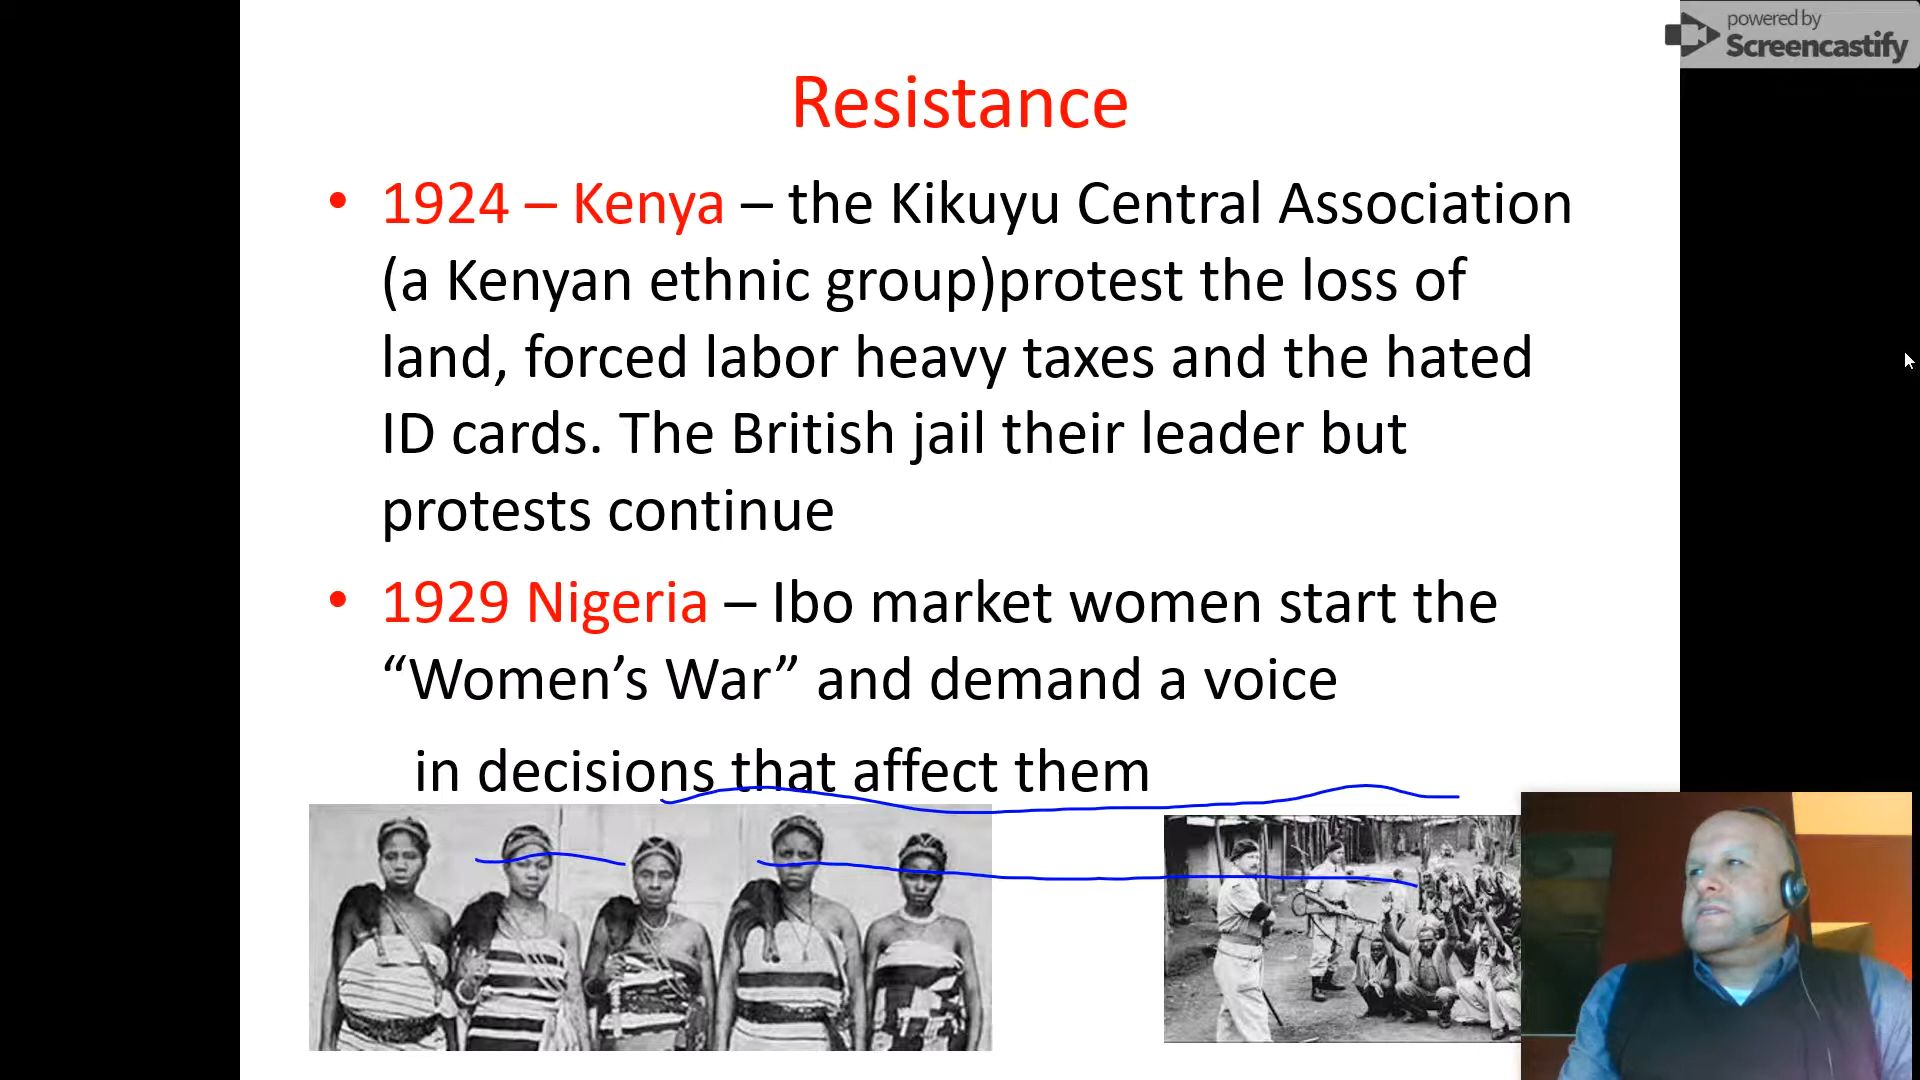 powered by
Screencastify
Resistance
• 1924 – Kenya – the Kikuyu Central Association
(a Kenyan ethnic group)protest the loss of
land, forced labor heavy taxes and the hated
ID cards. The British jail their leader but
protests continue
• 1929 Nigeria – Ibo market women start the
“Women’s War” and demand a voice
in decisions that affect them